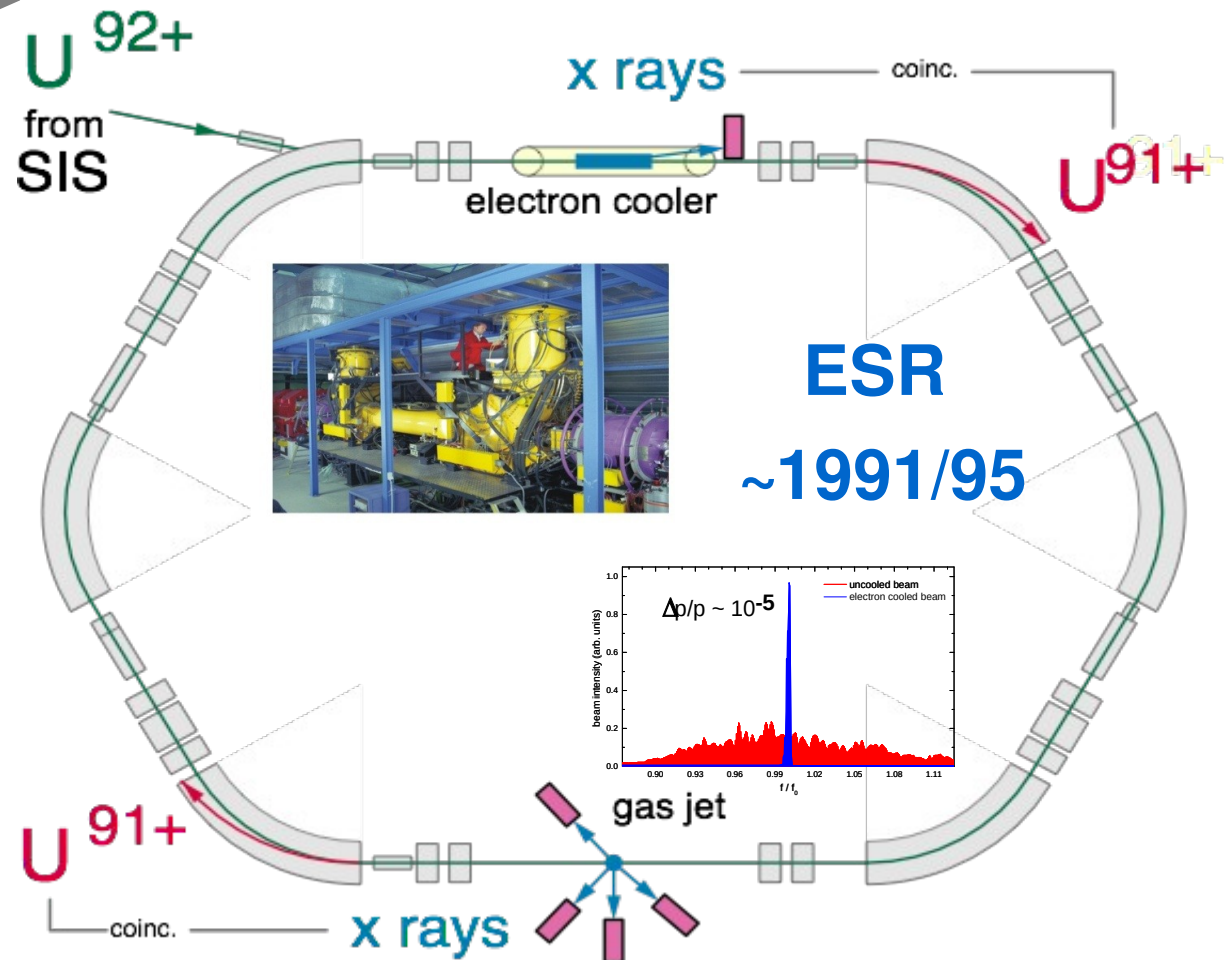 U 92+
from
SIS
x rays
coinc.
U 91+
electron cooler
ESR
~1991/95
Δp/p ~ 10-5
uncooled beam
electron cooled beam
beam intensity (arb. units)
1.0
0.8
0.6
0.4
0.2
0.0
0.90 0.93 0.96 0.99 1.02 1.05 1.08 1.11
f / f0
gas jet
U 91+
coinc.
x rays